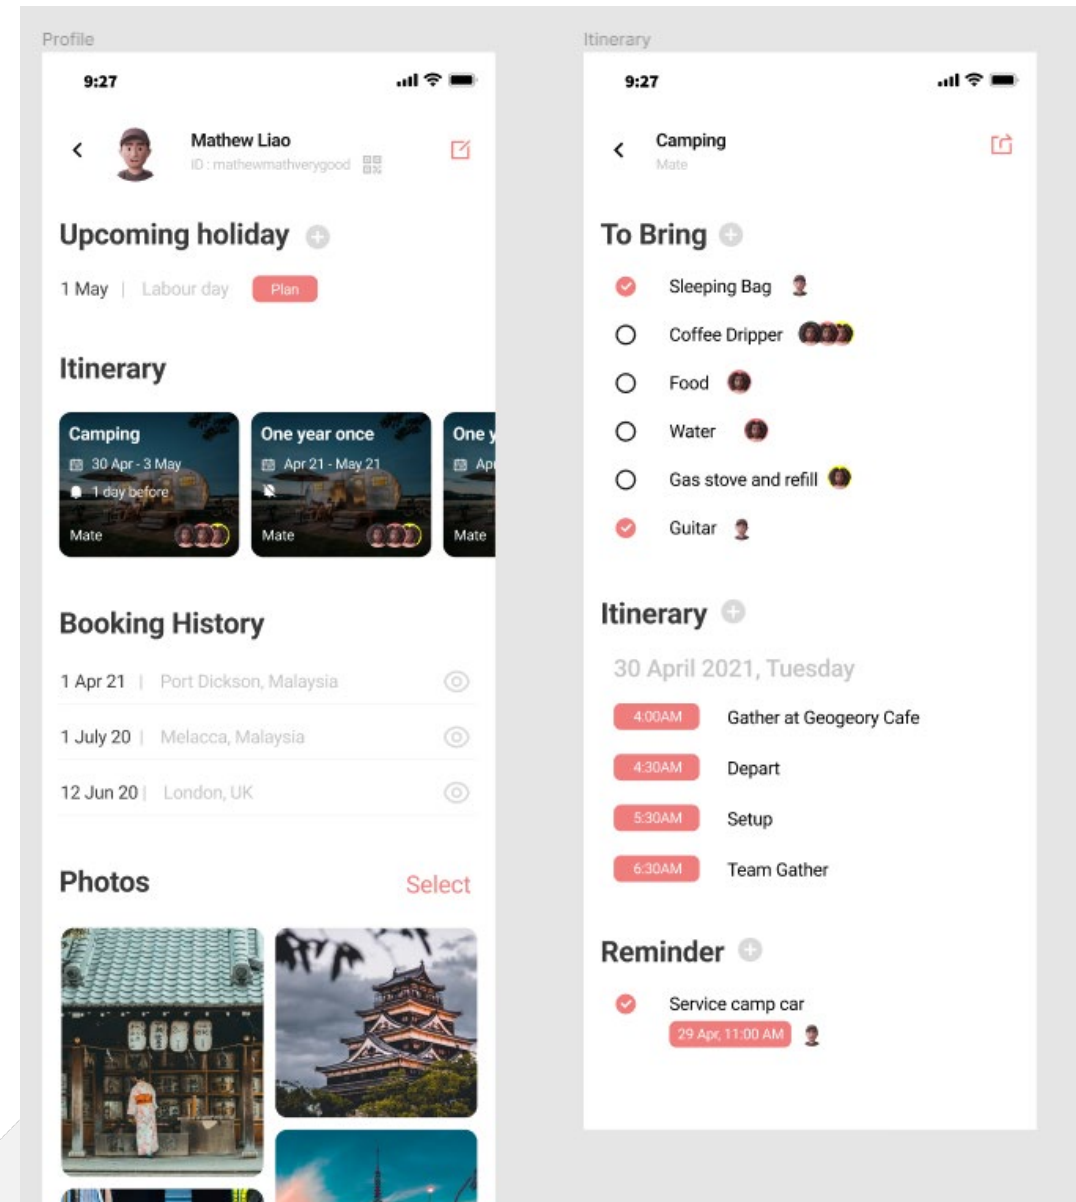 Profile
9:27
Mathew Liao
ID : mathewmathverygood
Upcoming holiday
1 May | Labour day Plan
Itinerary
Camping
30 Apr - 3 May
1 day before
Mate
One year once
Apr 21 - May 21
Mate
One y
Ap
Mate
Booking History
1 Apr 21 | Port Dickson, Malaysia
1 July 20 | Melacca, Malaysia
12 Jun 20 | London, UK
Photos
Select
Itinerary
9:27
Camping
Mate
To Bring
Sleeping Bag
Coffee Dripper
Food
Water
Gas stove and refill
Guitar
Itinerary
30 April 2021, Tuesday
4:00AM Gather at Geogeory Cafe
4:30AM Depart
5:30AM Setup
6:30AM Team Gather
Reminder
Service camp car
29 Apr, 11:00 AM